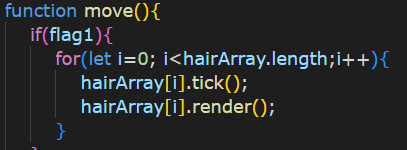 function move(){
if(flag1){
for(let i=0; i<hairArray.length;i++){
hairArray[i].tick();
hairArray[i].render();
}
}